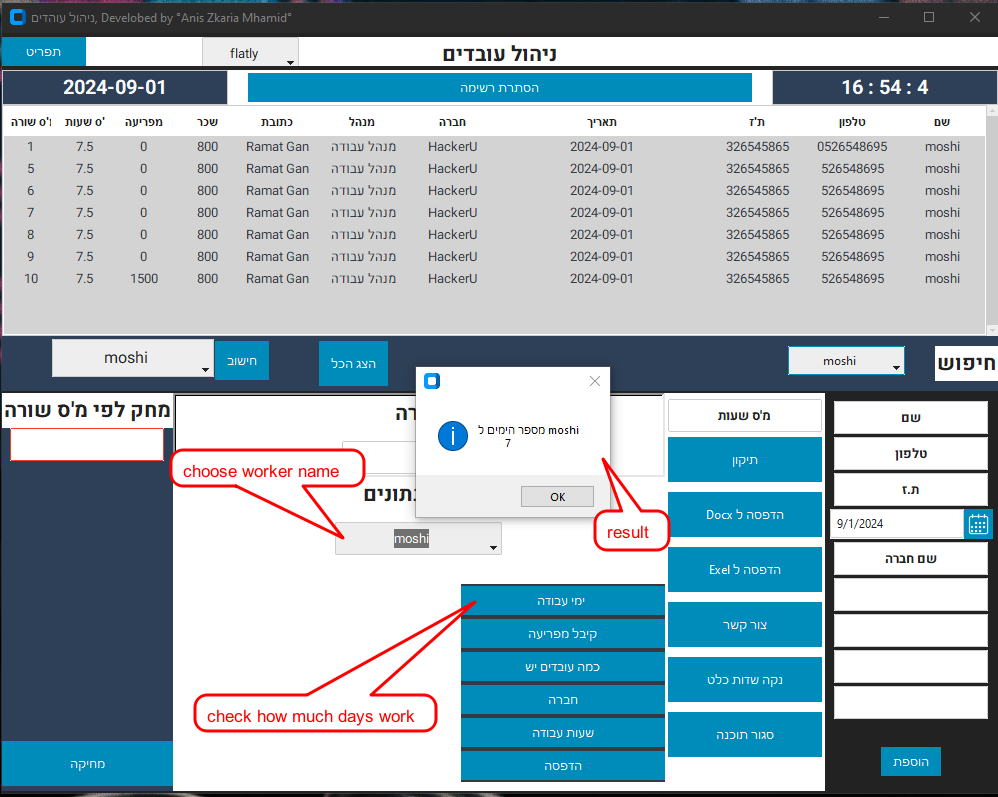 ניהול עוהדים, Develobed by "Anis Zkaria Mhamid"
תפריט
flatly
ניהול עובדים
2024-09-01
הסתרת רשימה
16 : 54 : 4
מ'ס שורה ס' שעות מפריעה שכר כתובת מנהל חברה תאריך ת'ז טלפון שם
1 7.5 0 800 Ramat Gan מנהל עבודה HackerU 2024-09-01 326545865 0526548695 moshi
5 7.5 0 800 Ramat Gan מנהל עבודה HackerU 2024-09-01 326545865 526548695 moshi
6 7.5 0 800 Ramat Gan מנהל עבודה HackerU 2024-09-01 326545865 526548695 moshi
7 7.5 0 800 Ramat Gan מנהל עבודה HackerU 2024-09-01 326545865 526548695 moshi
8 7.5 0 800 Ramat Gan מנהל עבודה HackerU 2024-09-01 326545865 526548695 moshi
9 7.5 0 800 Ramat Gan מנהל עבודה HackerU 2024-09-01 326545865 526548695 moshi
10 7.5 1500 800 Ramat Gan מנהל עבודה HackerU 2024-09-01 326545865 526548695 moshi
moshi
חישוב
הצג הכל
moshi
חיפוש
מחק לפי מ'ס שורה
מחיקה
choose worker name
moshi
מספר הימים ל moshi
7
OK
result
check how much days work
ימי עבודה
קיבל מפריעה
כמה עובדים יש
חברה
שעות עבודה
הדפסה
מ'ס שעות
תיקון
הדפסה ל Docx
הדפסה ל Exel
צור קשר
נקה שדות כלט
סגור תוכנה
שם
טלפון
ת.ז
9/1/2024
שם חברה
הוספת